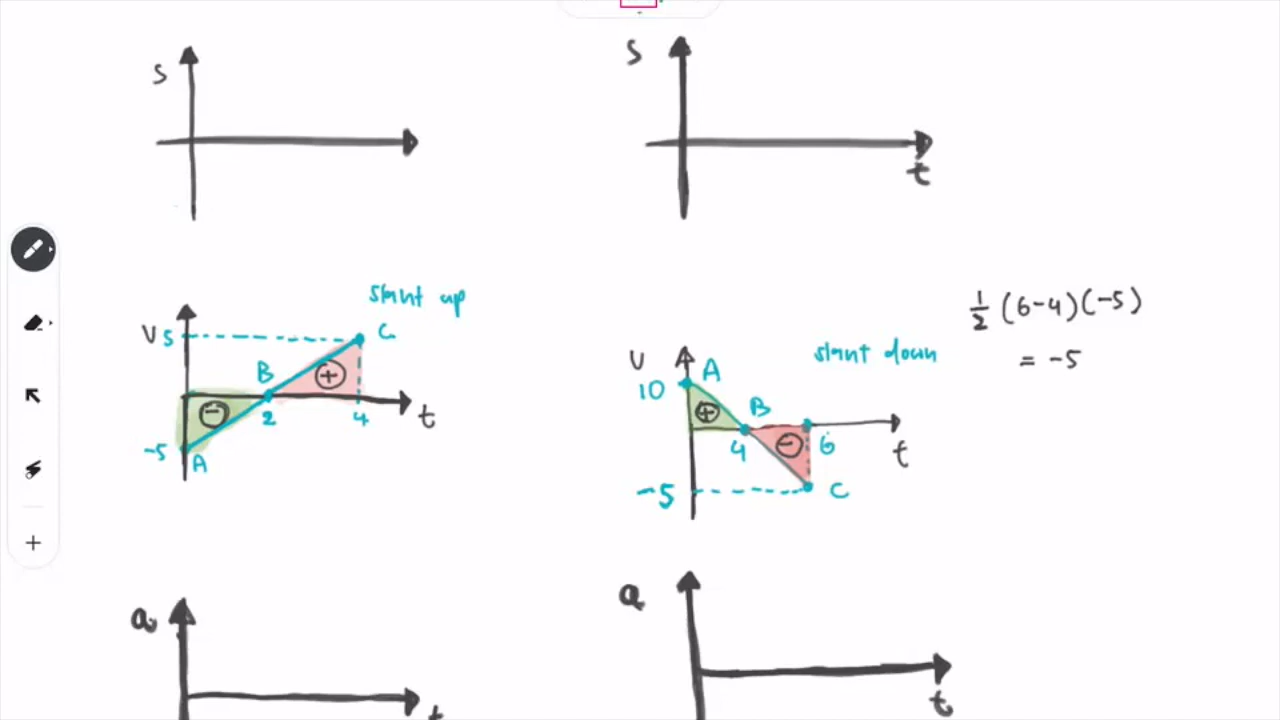 S
S
t
slant up
V 5
C
B
+
-
2
4
t
-5
A
½ (6-4)(-5)
= -5
slant down
V
A
10
B
+
-
4
6
t
-5
C
a
t
a
t